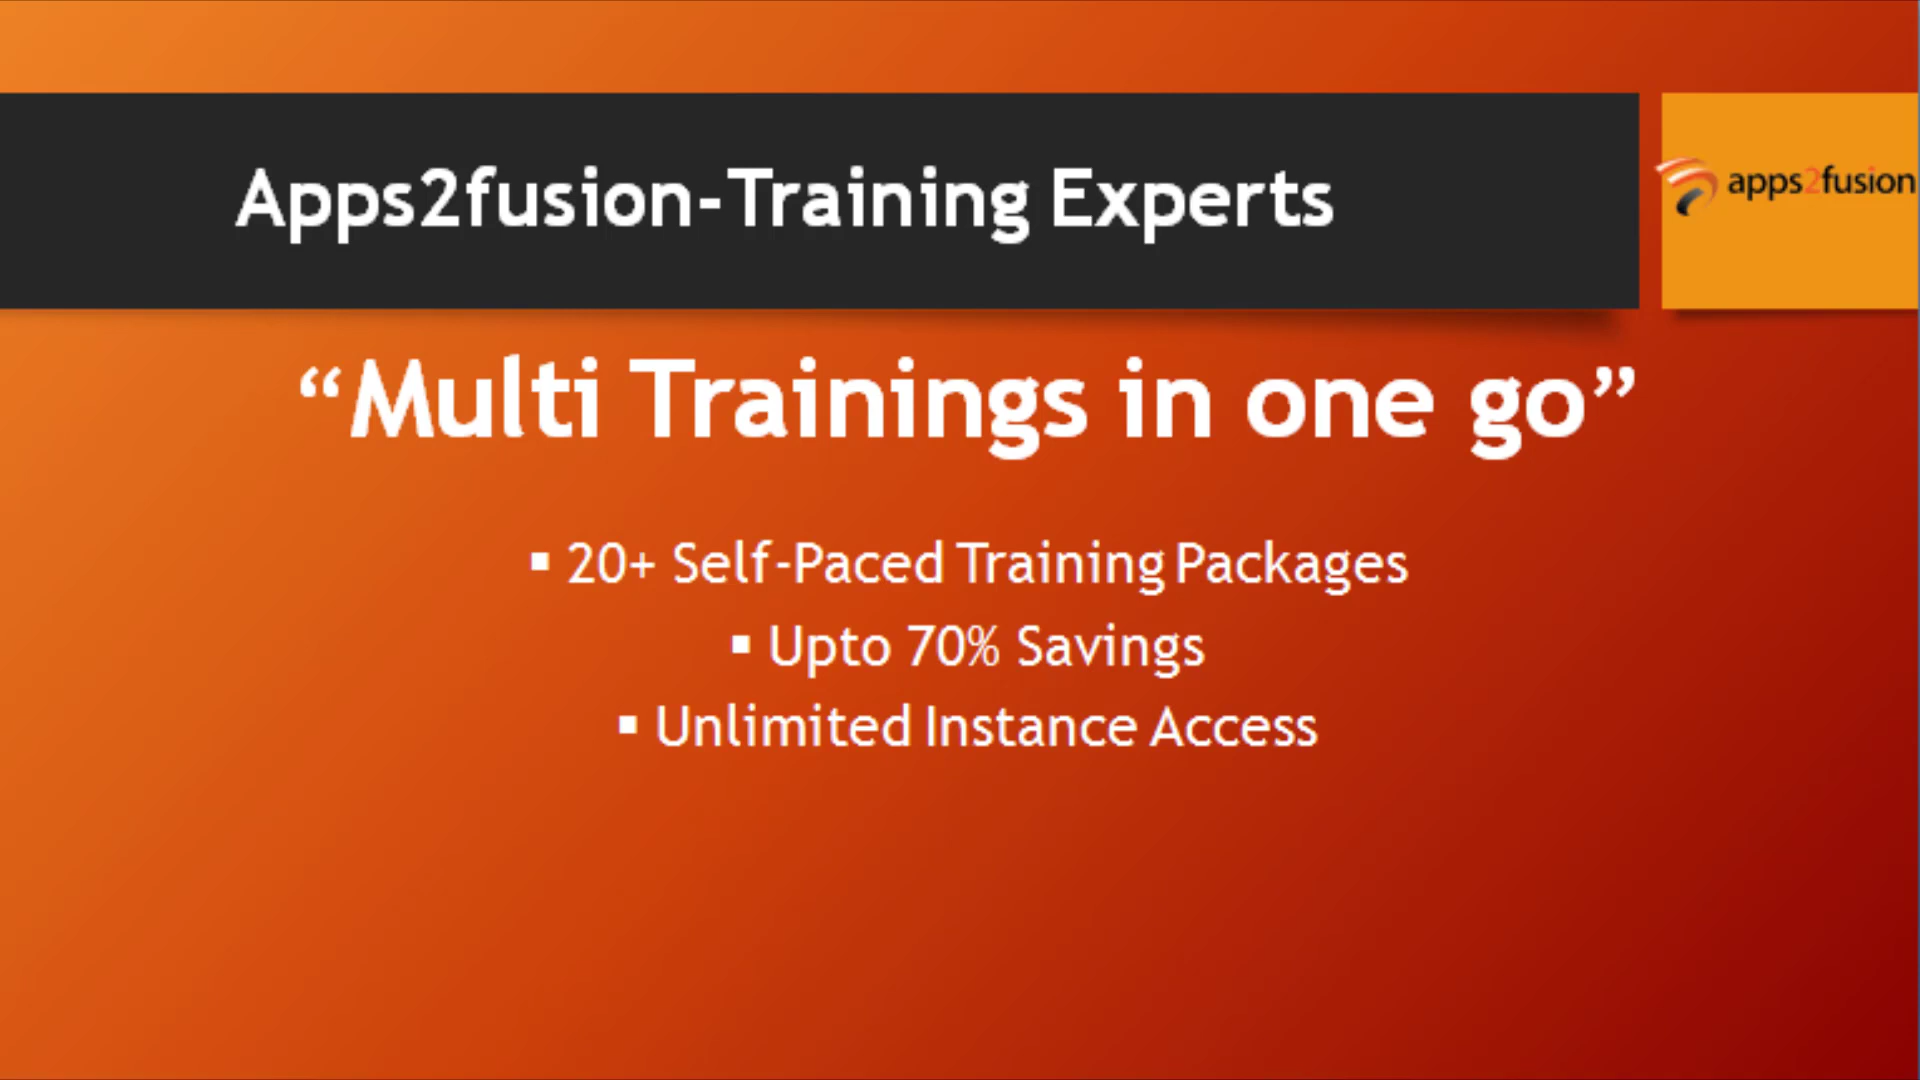 Apps2fusion-Training Experts
apps2fusion
“Multi Trainings in one go”
▪ 20+ Self-Paced Training Packages
▪ Upto 70% Savings
▪ Unlimited Instance Access